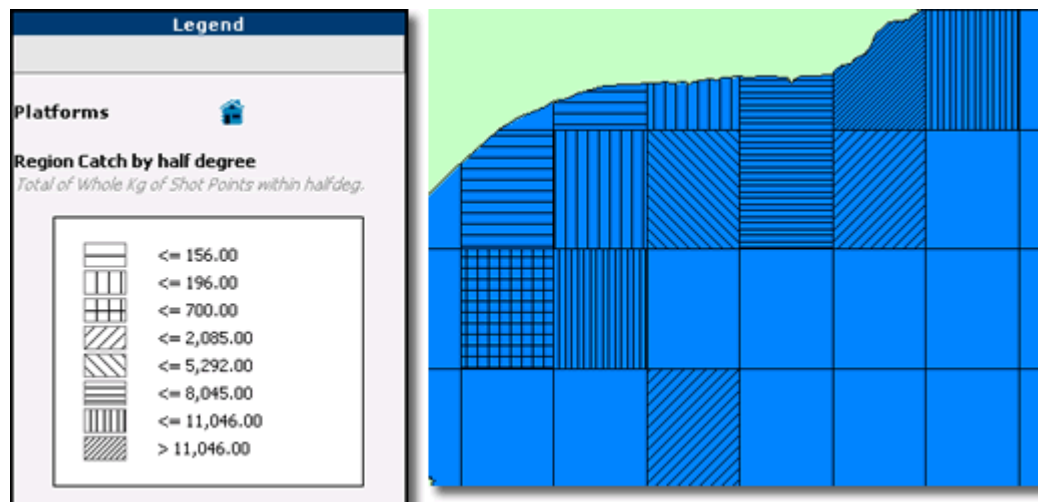 Legend
Platforms
Region Catch by half degree
Total of Whole Kg of Shot Points within halfdeg.
<= 156.00
<= 196.00
<= 700.00
<= 2,085.00
<= 5,292.00
<= 8,045.00
<= 11,046.00
> 11,046.00